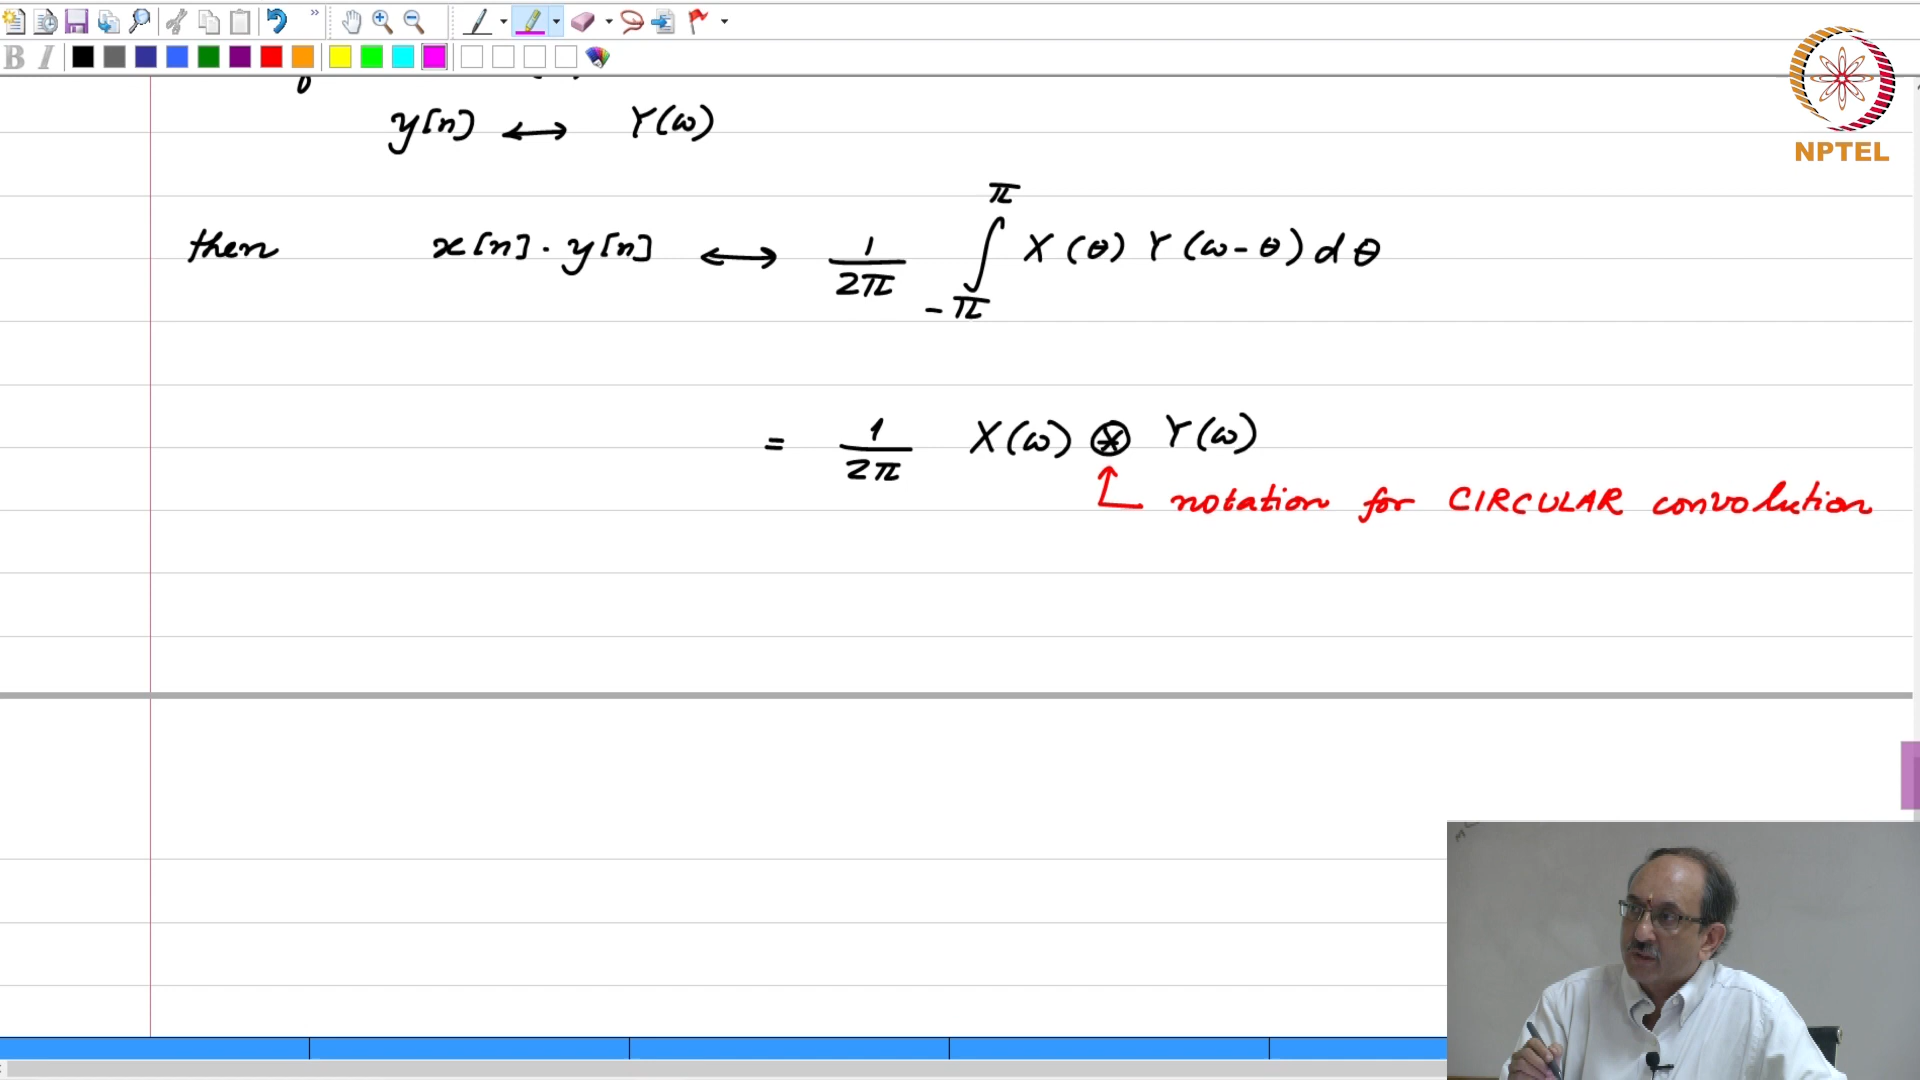 NPTEL
y[n] ↔ Y(ω)
then x[n] · y[n] ↔ 1/2π ∫_{-π}^{π} X(θ) Y(ω-θ) dθ
= 1/2π X(ω) ⊛ Y(ω)
notation for CIRCULAR convolution